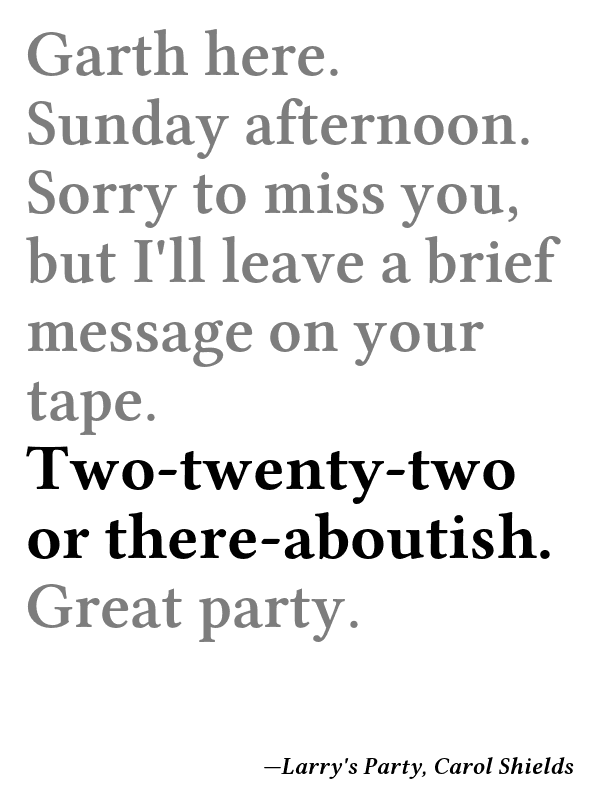 Garth here.
Sunday afternoon.
Sorry to miss you,
but I'll leave a brief
message on your
tape.
Two-twenty-two
or there-aboutish.
Great party.
—Larry's Party, Carol Shields